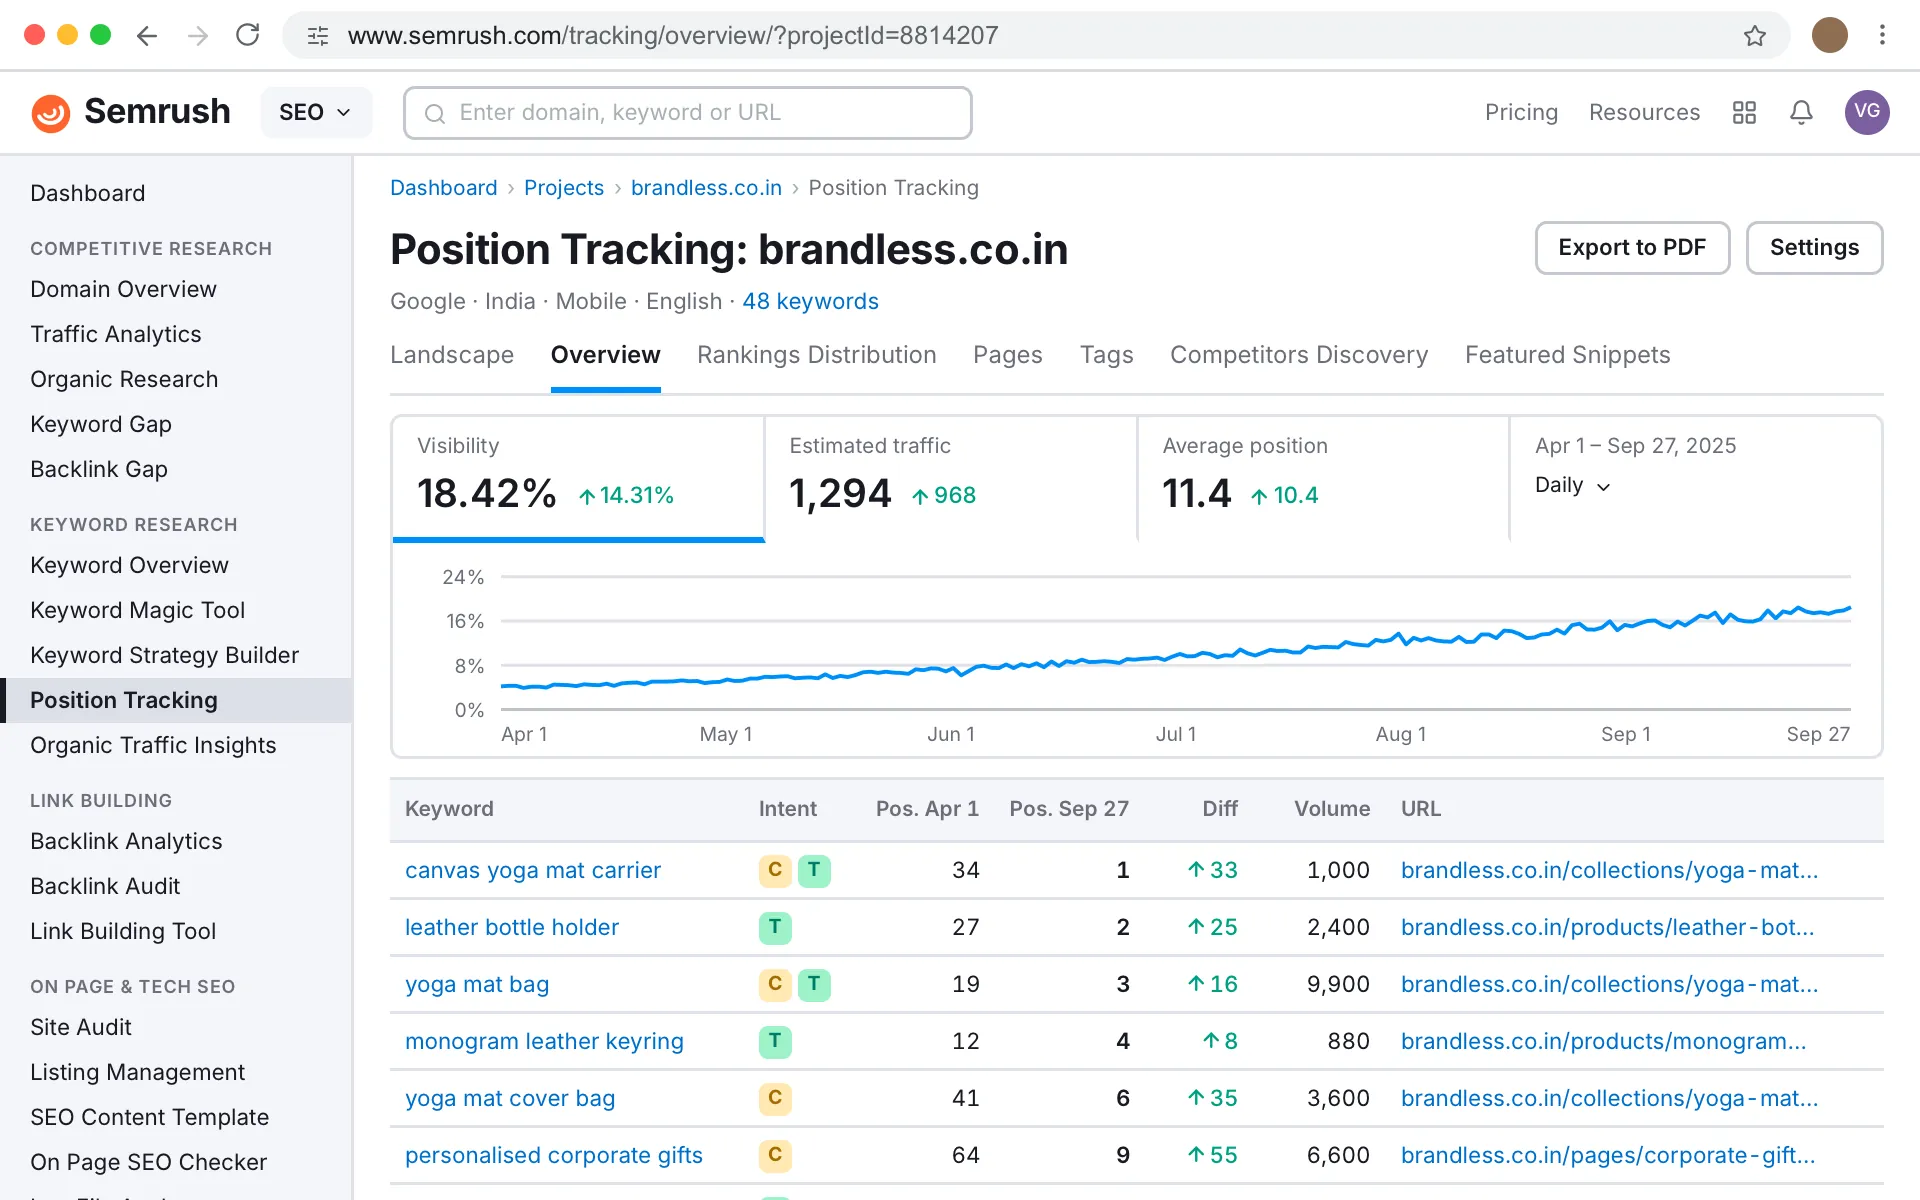 www.semrush.com/tracking/overview/?projectId=8814207
Semrush
SEO
Enter domain, keyword or URL
Pricing
Resources
VG
Dashboard
COMPETITIVE RESEARCH
Domain Overview
Traffic Analytics
Organic Research
Keyword Gap
Backlink Gap
KEYWORD RESEARCH
Keyword Overview
Keyword Magic Tool
Keyword Strategy Builder
Position Tracking
Organic Traffic Insights
LINK BUILDING
Backlink Analytics
Backlink Audit
Link Building Tool
ON PAGE & TECH SEO
Site Audit
Listing Management
SEO Content Template
On Page SEO Checker
Dashboard › Projects › brandless.co.in › Position Tracking
Position Tracking: brandless.co.in
Export to PDF
Settings
Google · India · Mobile · English · 48 keywords
Landscape Overview Rankings Distribution Pages Tags Competitors Discovery Featured Snippets
Visibility
18.42% ↑14.31%
Estimated traffic
1,294 ↑968
Average position
11.4 ↑10.4
Apr 1 – Sep 27, 2025
Daily
24%
16%
8%
0%
Apr 1 May 1 Jun 1 Jul 1 Aug 1 Sep 1 Sep 27
Keyword Intent Pos. Apr 1 Pos. Sep 27 Diff Volume URL
canvas yoga mat carrier C T 34 1 ↑33 1,000 brandless.co.in/collections/yoga-mat...
leather bottle holder T 27 2 ↑25 2,400 brandless.co.in/products/leather-bot...
yoga mat bag C T 19 3 ↑16 9,900 brandless.co.in/collections/yoga-mat...
monogram leather keyring T 12 4 ↑8 880 brandless.co.in/products/monogram...
yoga mat cover bag C 41 6 ↑35 3,600 brandless.co.in/collections/yoga-mat...
personalised corporate gifts C 64 9 ↑55 6,600 brandless.co.in/pages/corporate-gift...